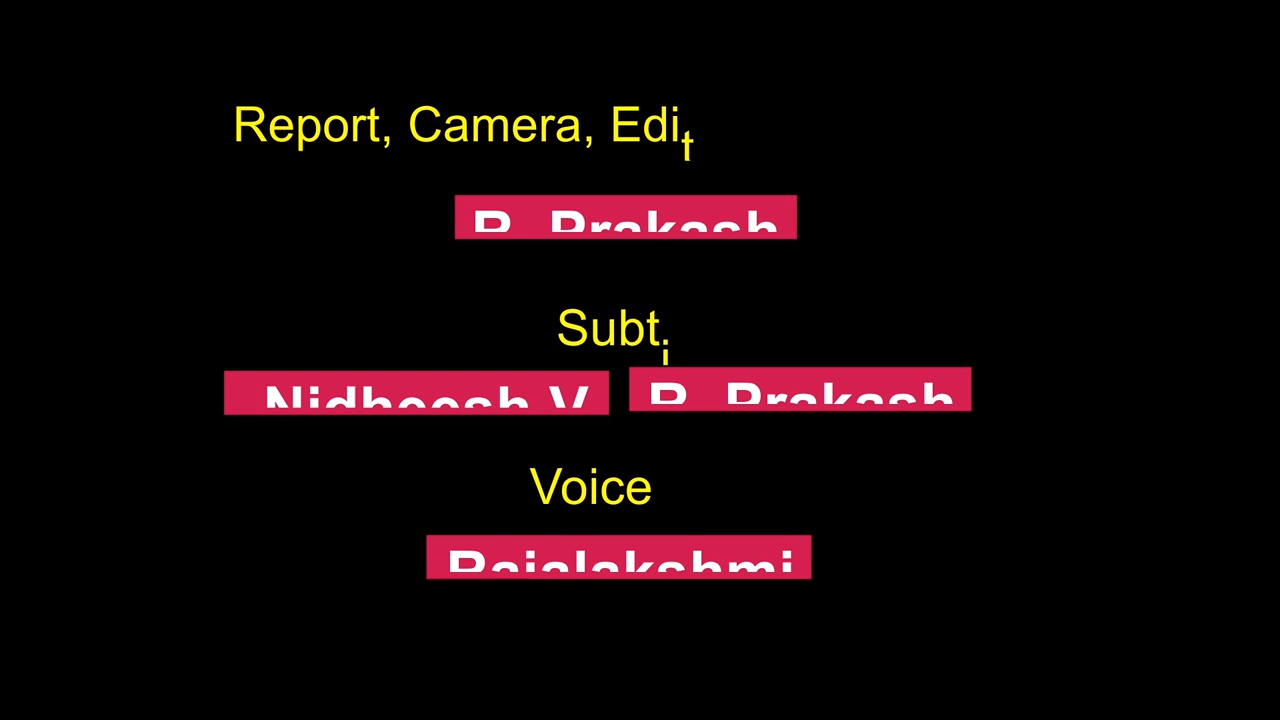 Report, Camera, Edit
R. Prakash
Subti
Nidheesh V R. Prakash
Voice
Rajalakshmi